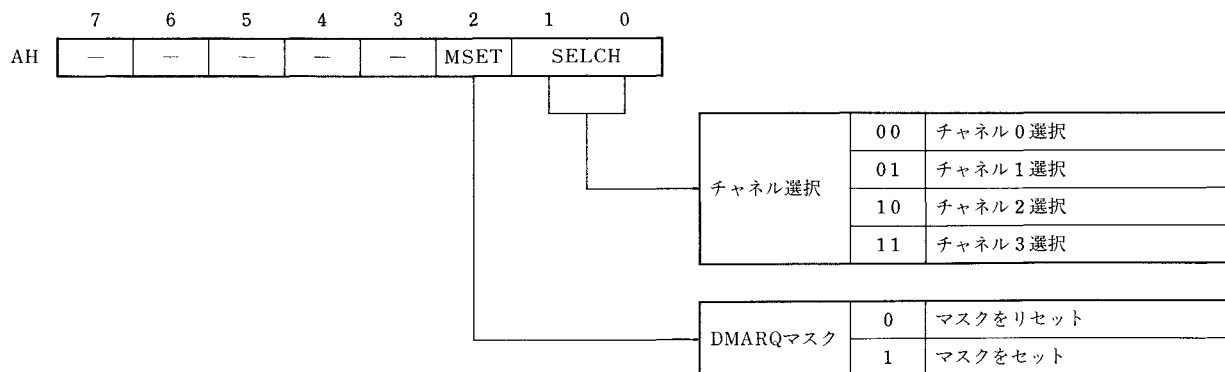 7 6 5 4 3 2 1 0
AH — — — — — MSET SELCH
チャネル選択
00 チャネル0選択
01 チャネル1選択
10 チャネル2選択
11 チャネル3選択
DMARQマスク
0 マスクをリセット
1 マスクをセット